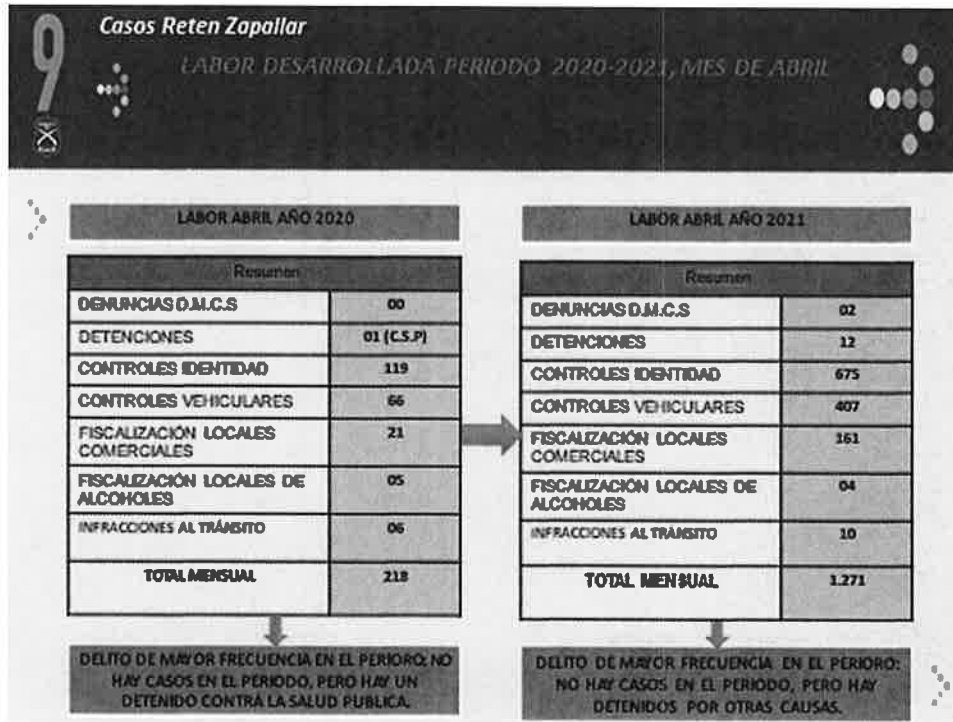 9
Casos Reten Zapallar
LABOR DESARROLLADA PERIODO 2020-2021, MES DE ABRIL
LABOR ABRIL AÑO 2020
Resumen
DENUNCIAS D.M.C.S 00
DETENCIONES 01 (C.S.P)
CONTROLES IDENTIDAD 119
CONTROLES VEHICULARES 66
FISCALIZACIÓN LOCALES 21
COMERCIALES
FISCALIZACIÓN LOCALES DE 05
ALCOHOLES
INFRACCIONES AL TRÁNSITO 06
TOTAL MENSUAL 218
DELITO DE MAYOR FRECUENCIA EN EL PERIORO: NO
HAY CASOS EN EL PERIODO, PERO HAY UN
DETENIDO CONTRA LA SALUD PUBLICA.
LABOR ABRIL AÑO 2021
Resumen
DENUNCIAS D.M.C.S 02
DETENCIONES 12
CONTROLES IDENTIDAD 675
CONTROLES VEHICULARES 407
FISCALIZACIÓN LOCALES 161
COMERCIALES
FISCALIZACIÓN LOCALES DE 04
ALCOHOLES
INFRACCIONES AL TRÁNSITO 10
TOTAL MENSUAL 1.271
DELITO DE MAYOR FRECUENCIA EN EL PERIORO:
NO HAY CASOS EN EL PERIODO, PERO HAY
DETENIDOS POR OTRAS CAUSAS.